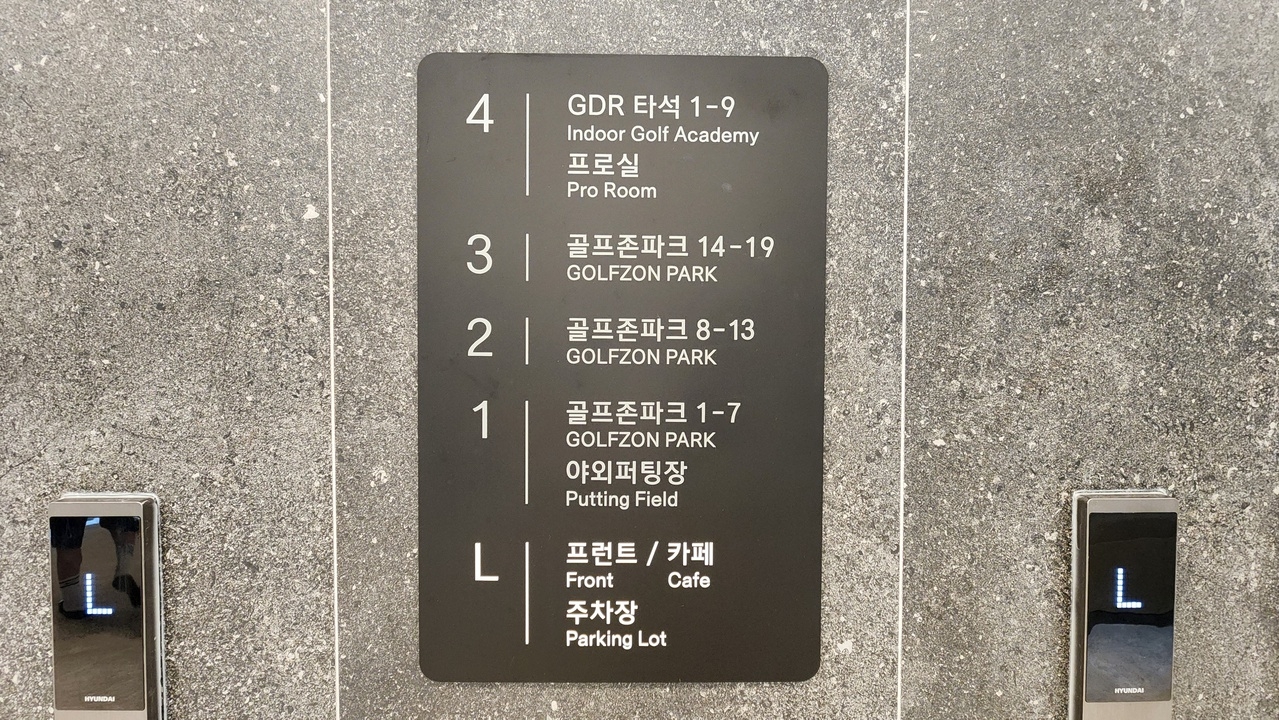 4
GDR 타석 1-9
Indoor Golf Academy
프로실
Pro Room
3
골프존파크 14-19
GOLFZON PARK
2
골프존파크 8-13
GOLFZON PARK
1
골프존파크 1-7
GOLFZON PARK
야외퍼팅장
Putting Field
L
프런트 / 카페
Front Cafe
주차장
Parking Lot
L
HYUNDAI
L
HYUNDAI